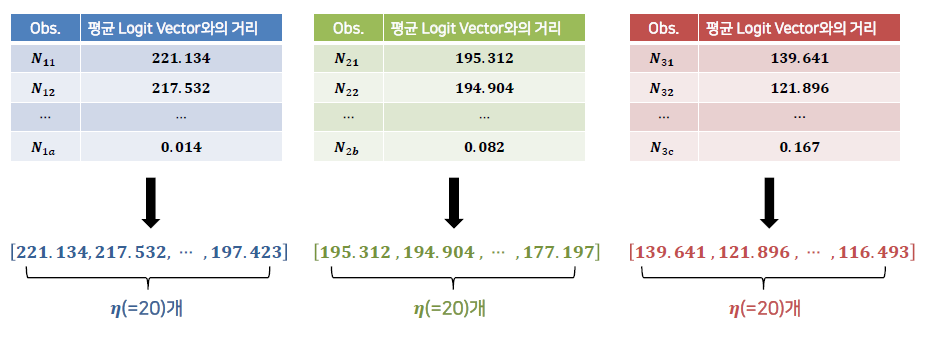 Obs. 평균 Logit Vector와의 거리
N₁₁ 221.134
N₁₂ 217.532
⋯ ⋯
N₁ₐ 0.014
[221.134,217.532, ⋯ ,197.423]
η(=20)개
Obs. 평균 Logit Vector와의 거리
N₂₁ 195.312
N₂₂ 194.904
⋯ ⋯
N₂b 0.082
[195.312 ,194.904 , ⋯ ,177.197]
η(=20)개
Obs. 평균 Logit Vector와의 거리
N₃₁ 139.641
N₃₂ 121.896
⋯ ⋯
N₃c 0.167
[139.641 ,121.896 , ⋯ ,116.493]
η(=20)개